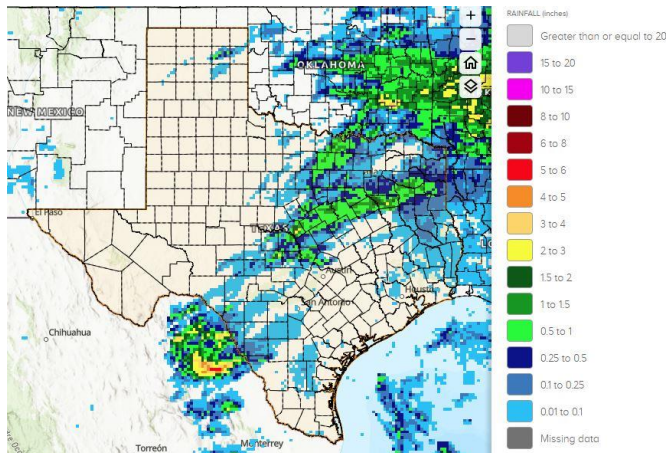 RAINFALL (inches)
Greater than or equal to 20
15 to 20
10 to 15
8 to 10
6 to 8
5 to 6
4 to 5
3 to 4
2 to 3
1.5 to 2
1 to 1.5
0.5 to 1
0.25 to 0.5
0.1 to 0.25
0.01 to 0.1
Missing data
+
−
OKLAHOMA
NEW MEXICO
El Paso
TEXAS
Austin
Houston
San Antonio
Chihuahua
Monterrey
Torreón